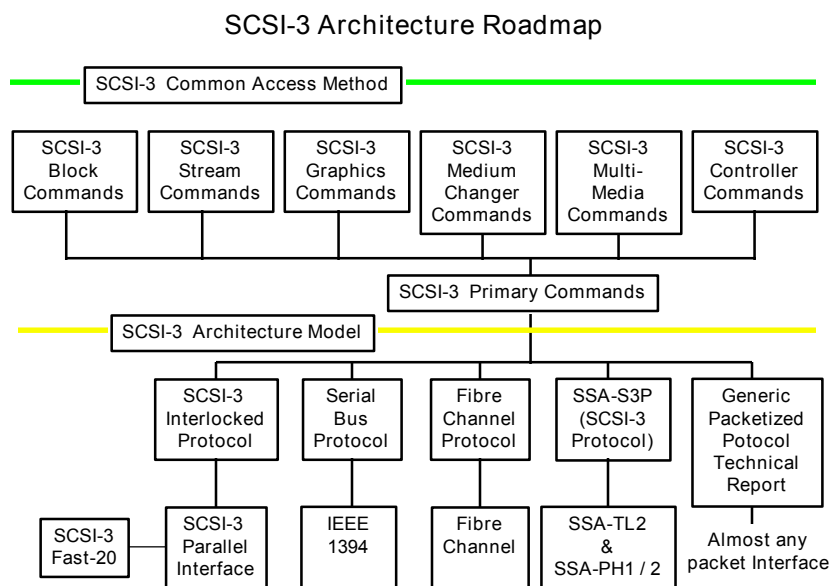 SCSI-3 Architecture Roadmap
SCSI-3 Common Access Method
SCSI-3
Block
Commands
SCSI-3
Stream
Commands
SCSI-3
Graphics
Commands
SCSI-3
Medium
Changer
Commands
SCSI-3
Multi-
Media
Commands
SCSI-3
Controller
Commands
SCSI-3 Primary Commands
SCSI-3 Architecture Model
SCSI-3
Interlocked
Protocol
Serial
Bus
Protocol
Fibre
Channel
Protocol
SSA-S3P
(SCSI-3
Protocol)
Generic
Packetized
Potocol
Technical
Report
SCSI-3
Fast-20
SCSI-3
Parallel
Interface
IEEE
1394
Fibre
Channel
SSA-TL2
&
SSA-PH1 / 2
Almost any
packet Interface